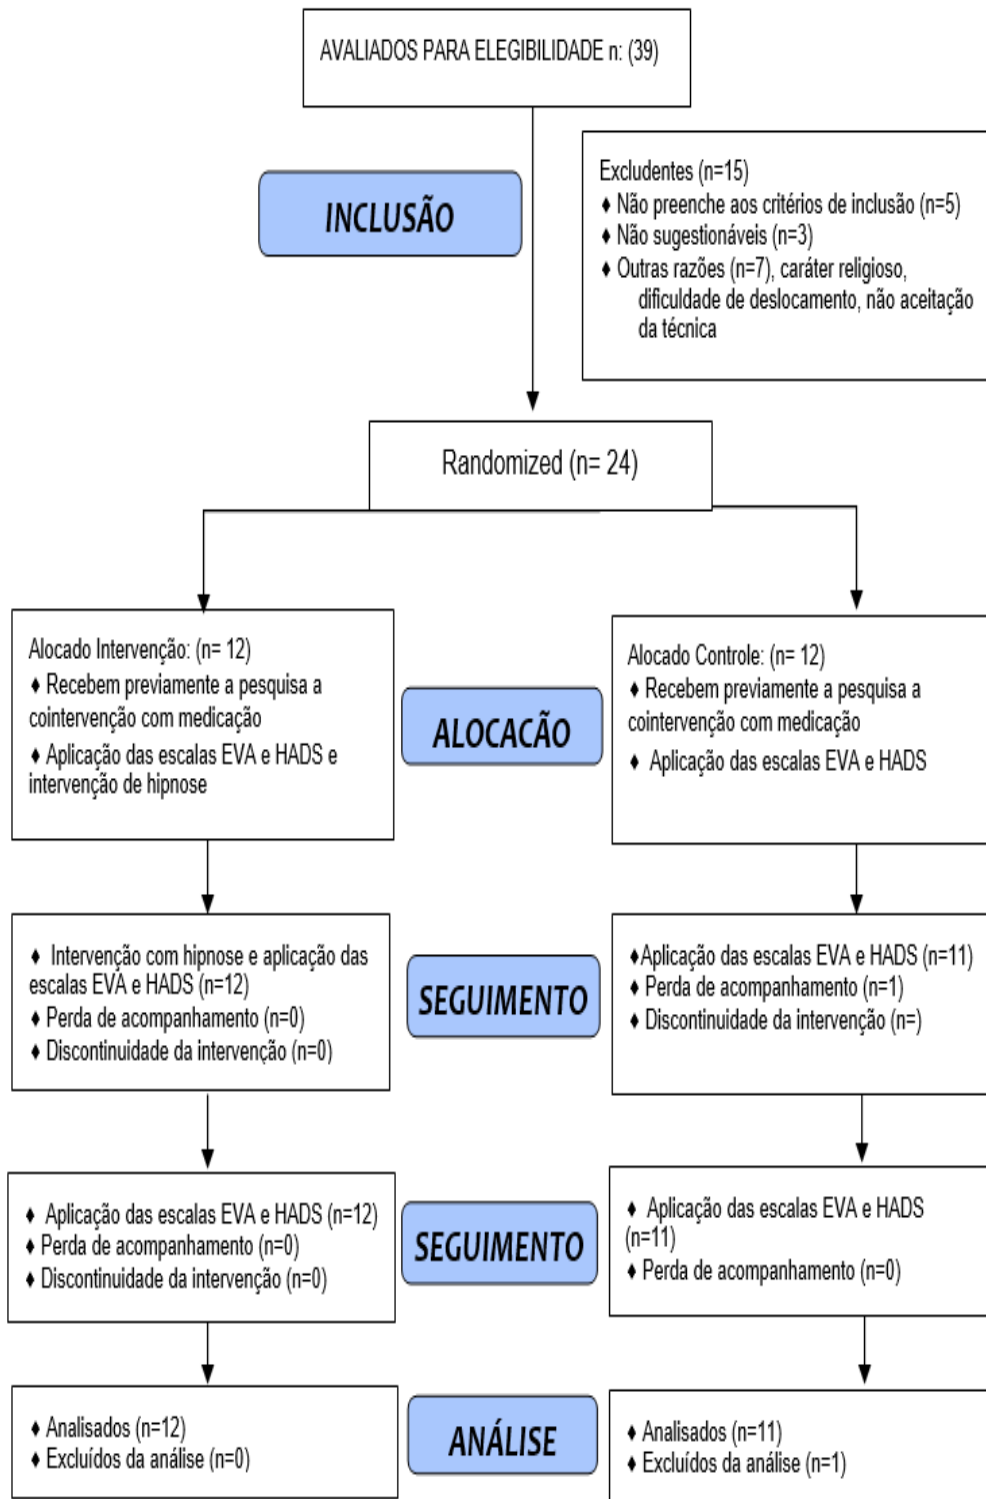 AVALIADOS PARA ELEGIBILIDADE n: (39)
INCLUSÃO
Excludentes (n=15)
♦ Não preenche aos critérios de inclusão (n=5)
♦ Não sugestionáveis (n=3)
♦ Outras razões (n=7), caráter religioso,
dificuldade de deslocamento, não aceitação
da técnica
Randomized (n= 24)
Alocado Intervenção: (n= 12)
♦ Recebem previamente a pesquisa a
cointervenção com medicação
♦ Aplicação das escalas EVA e HADS e
intervenção de hipnose
ALOCACÃO
Alocado Controle: (n= 12)
♦ Recebem previamente a pesquisa a
cointervenção com medicação
♦ Aplicação das escalas EVA e HADS
♦ Intervenção com hipnose e aplicação das
escalas EVA e HADS (n=12)
♦ Perda de acompanhamento (n=0)
♦ Discontinuidade da intervenção (n=0)
SEGUIMENTO
♦Aplicação das escalas EVA e HADS (n=11)
♦ Perda de acompanhamento (n=1)
♦ Discontinuidade da intervenção (n=)
♦ Aplicação das escalas EVA e HADS (n=12)
♦ Perda de acompanhamento (n=0)
♦ Discontinuidade da intervenção (n=0)
SEGUIMENTO
♦ Aplicação das escalas EVA e HADS
(n=11)
♦ Perda de acompanhamento (n=0)
♦ Analisados (n=12)
♦ Excluídos da análise (n=0)
ANÁLISE
♦ Analisados (n=11)
♦ Excluídos da análise (n=1)